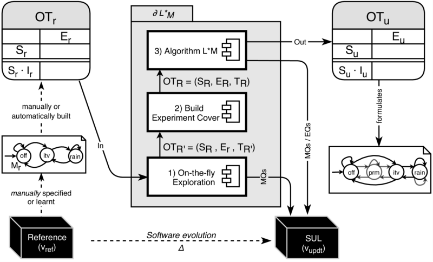 OTr
Er
Sr
Sr · Ir
manually or
automatically built
off
itv
rain
Mr
manually specified
or learnt
Reference
(vref)
Software evolution
Δ
In
∂ L*M
3) Algorithm L*M
OTR = (SR, ER, TR)
2) Build
Experiment Cover
OTR' = (SR , Er , TR')
1) On-the-fly
Exploration
MQs
Out
MQs / EQs
SUL
(vupdt)
OTu
Eu
Su
Su · Iu
formulates
off
prm
itv
rain